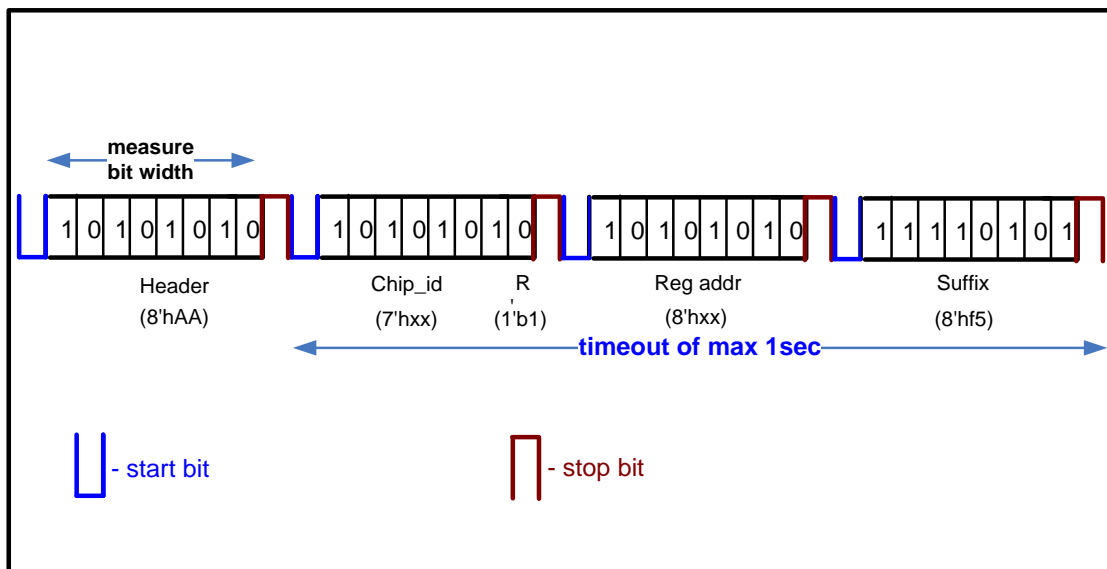 measure
bit width
1 0 1 0 1 0 1 0
1 0 1 0 1 0 1 0
1 0 1 0 1 0 1 0
1 1 1 1 0 1 0 1
Header
Chip_id
R
Reg addr
Suffix
(8'hAA)
(7'hxx)
(1'b1)
(8'hxx)
(8'hf5)
timeout of max 1sec
- start bit
- stop bit